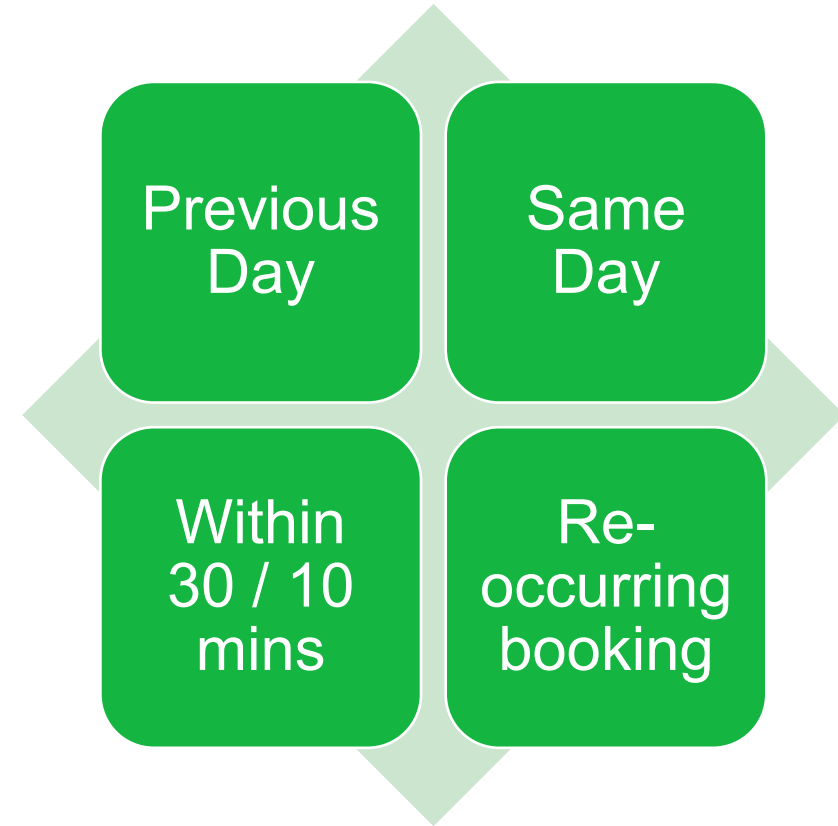 Previous
Day
Same
Day
Within
30 / 10
mins
Re-
occurring
booking